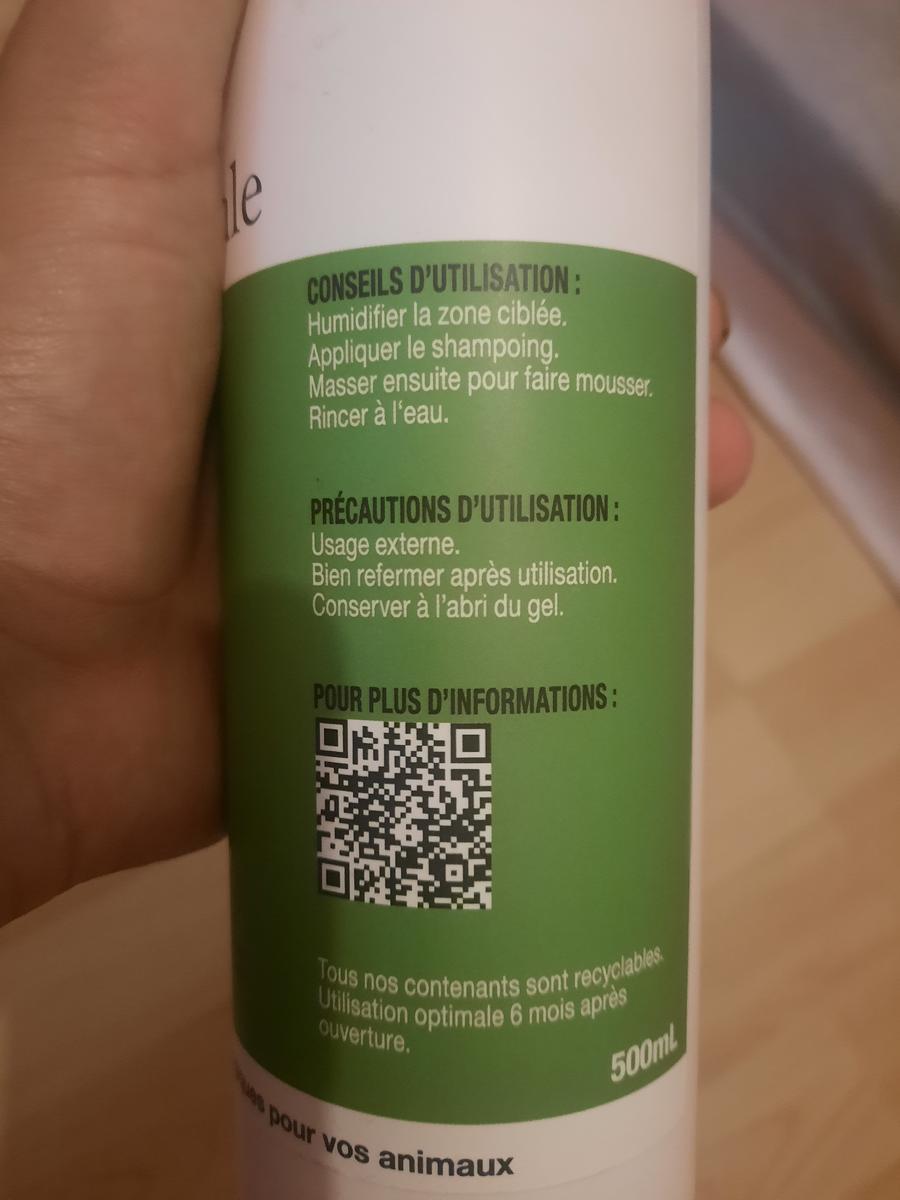 CONSEILS D'UTILISATION :
Humidifier la zone ciblée.
Appliquer le shampoing.
Masser ensuite pour faire mousser.
Rincer à l'eau.
PRÉCAUTIONS D'UTILISATION :
Usage externe.
Bien refermer après utilisation.
Conserver à l'abri du gel.
POUR PLUS D'INFORMATIONS :
Tous nos contenants sont recyclables.
Utilisation optimale 6 mois après
ouverture.
500mL
pour vos animaux